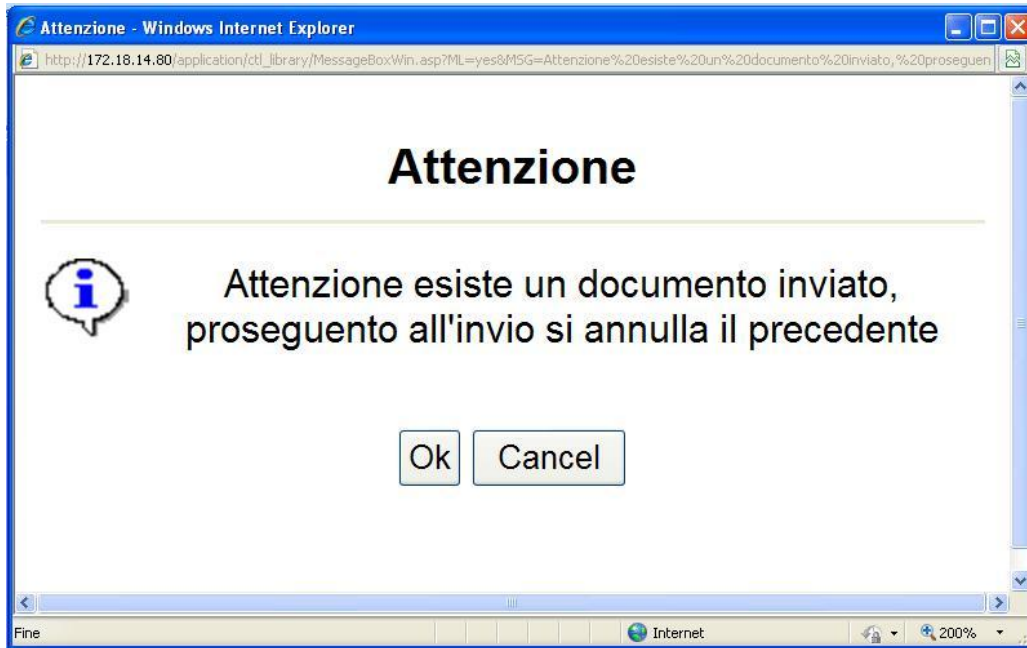 Attenzione - Windows Internet Explorer
http://172.18.14.80/application/ctl_library/MessageBoxWin.asp?ML=yes&MSG=Attenzione%20esiste%20un%20documento%20inviato,%20proseguen
Attenzione
Attenzione esiste un documento inviato,
proseguento all'invio si annulla il precedente
Ok Cancel
Fine Internet 200%